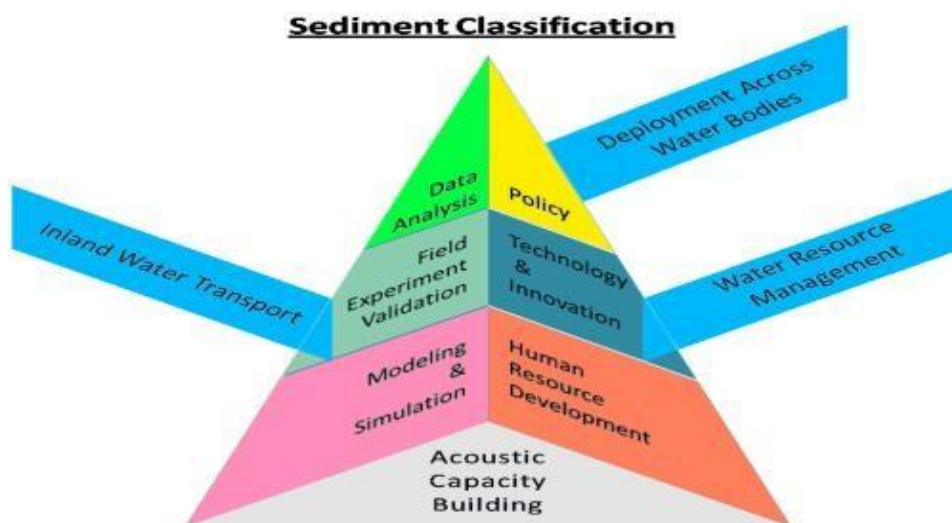 Sediment Classification
Deployment Across
Water Bodies
Data
Analysis
Policy
Inland Water Transport
Field
Experiment
Validation
Technology
&
Innovation
Water Resource
Management
Modeling
&
Simulation
Human
Resource
Development
Acoustic
Capacity
Building